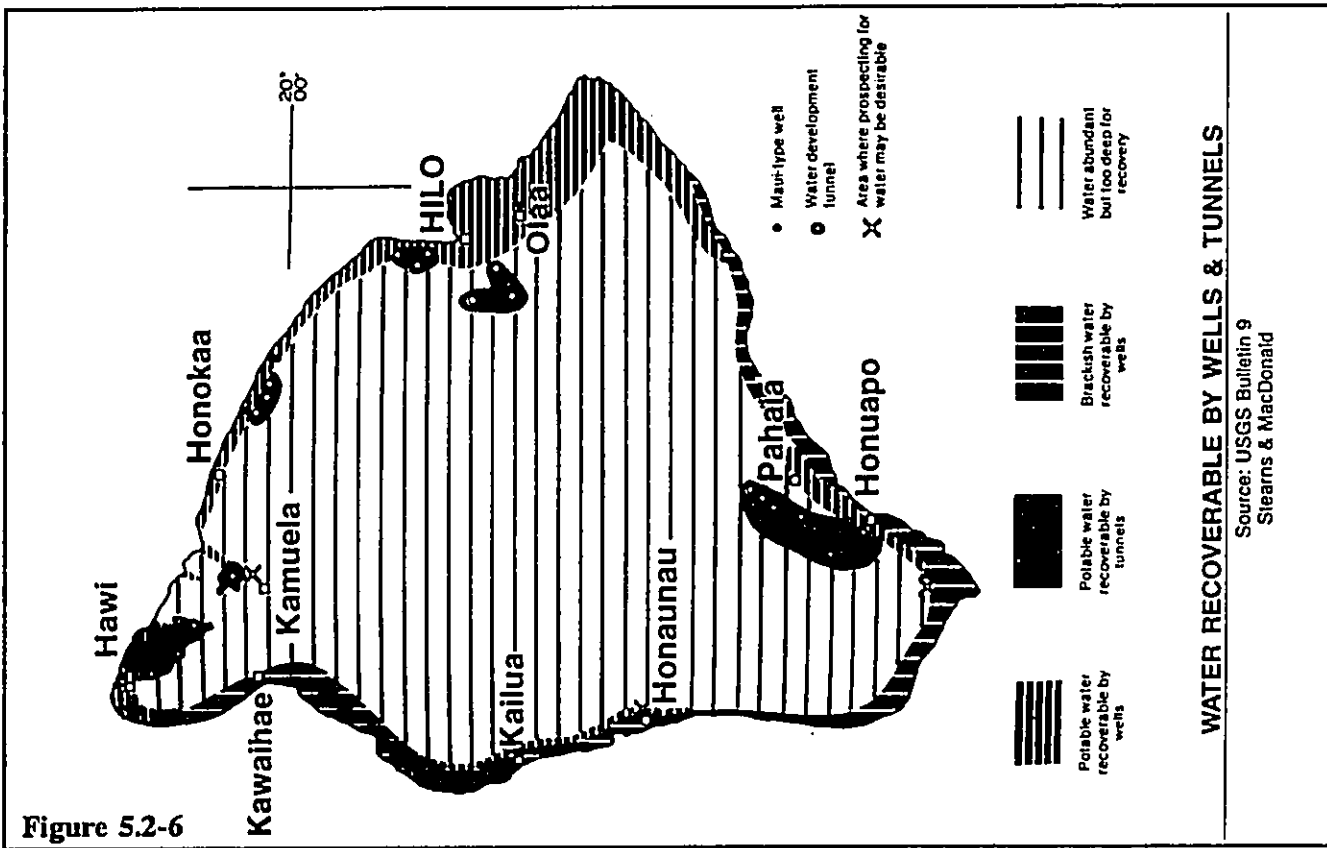 Figure 5.2-6
Hawi
Honokaa
Kawaihae
Kamuela
20°
00'
HILO
Olaa
Kailua
Honaunau
Pahala
Honuapo
Maui-type well
Water development
tunnel
Area where prospecting for
water may be desirable
Potable water
recoverable by
wells
Potable water
recoverable by
tunnels
Brackish water
recoverable by
wells
Water abundant
but too deep for
recovery
WATER RECOVERABLE BY WELLS & TUNNELS
Source: USGS Bulletin 9
Stearns & MacDonald